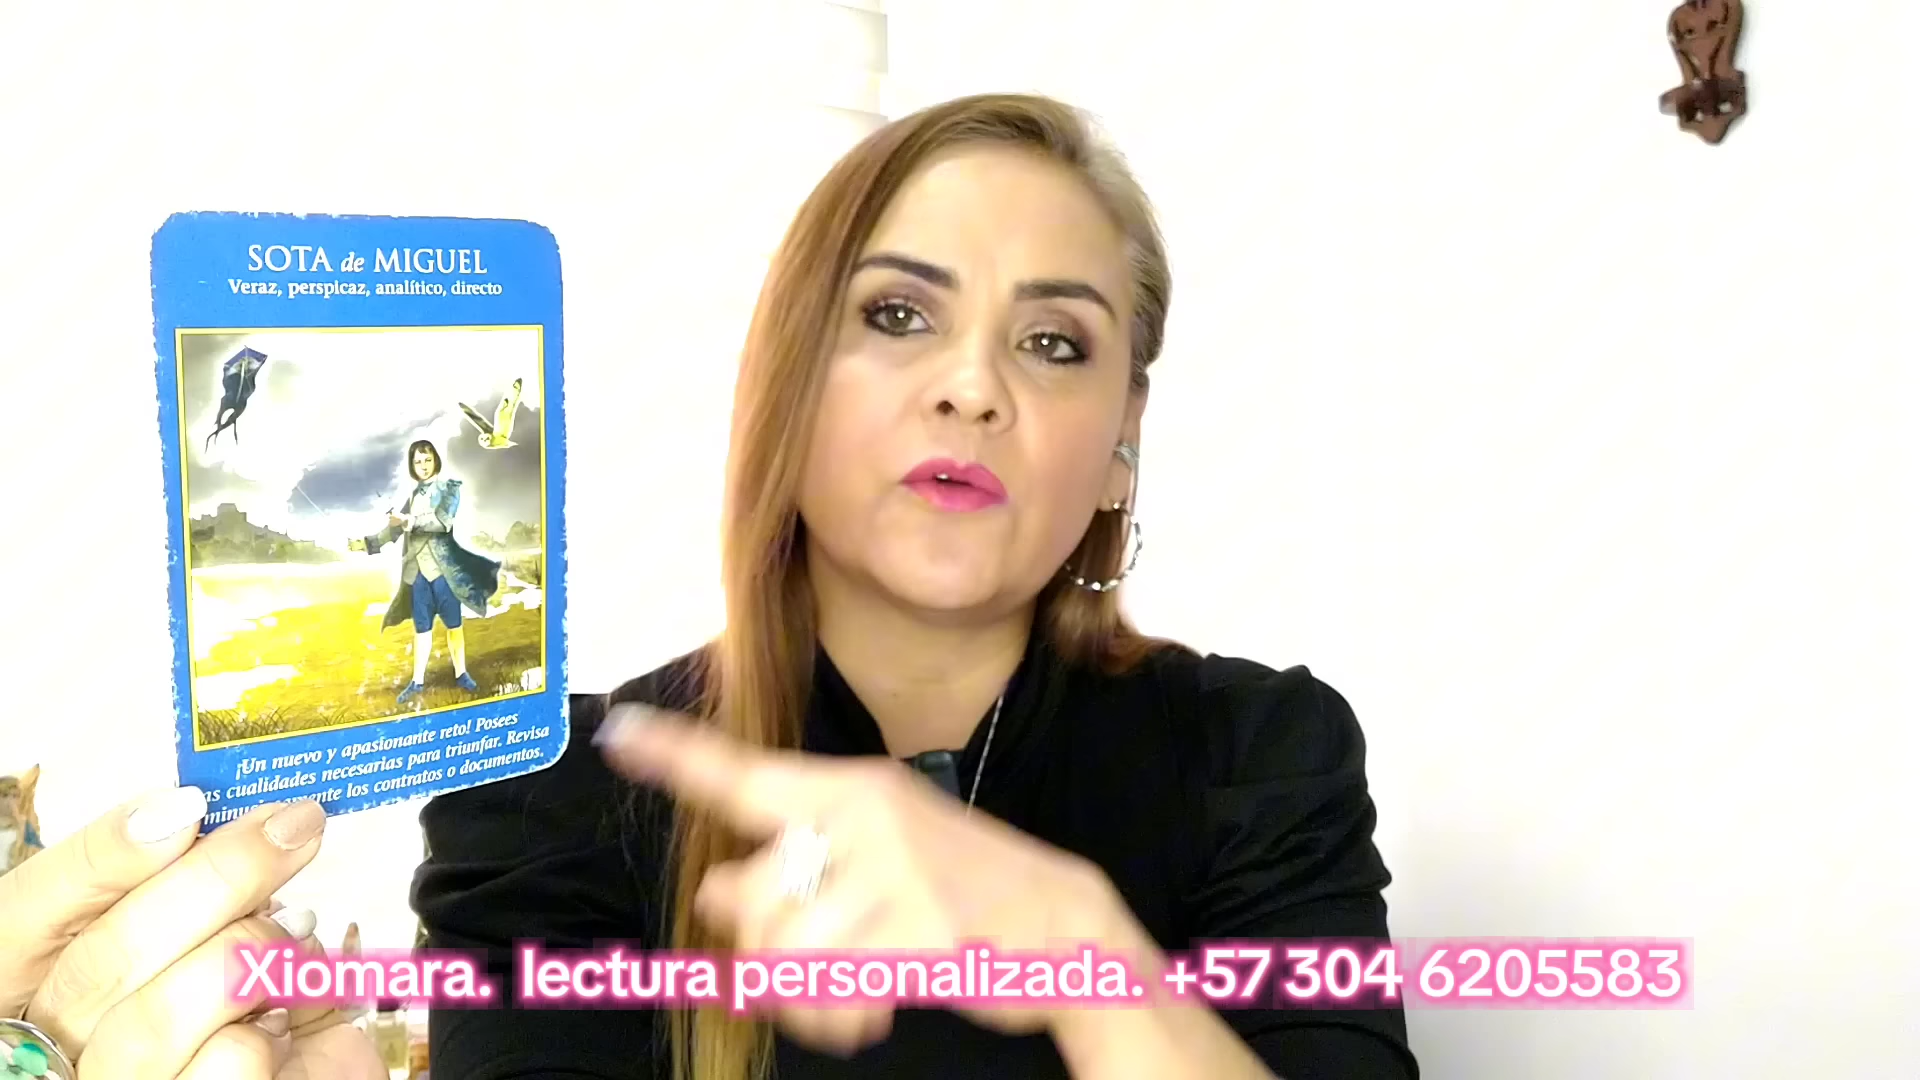 SOTA de MIGUEL
Veraz, perspicaz, analítico, directo
¡Un nuevo y apasionante reto! Posees
as cualidades necesarias para triunfar. Revisa
los contratos o documentos.
Xiomara. lectura personalizada. +57 304 6205583